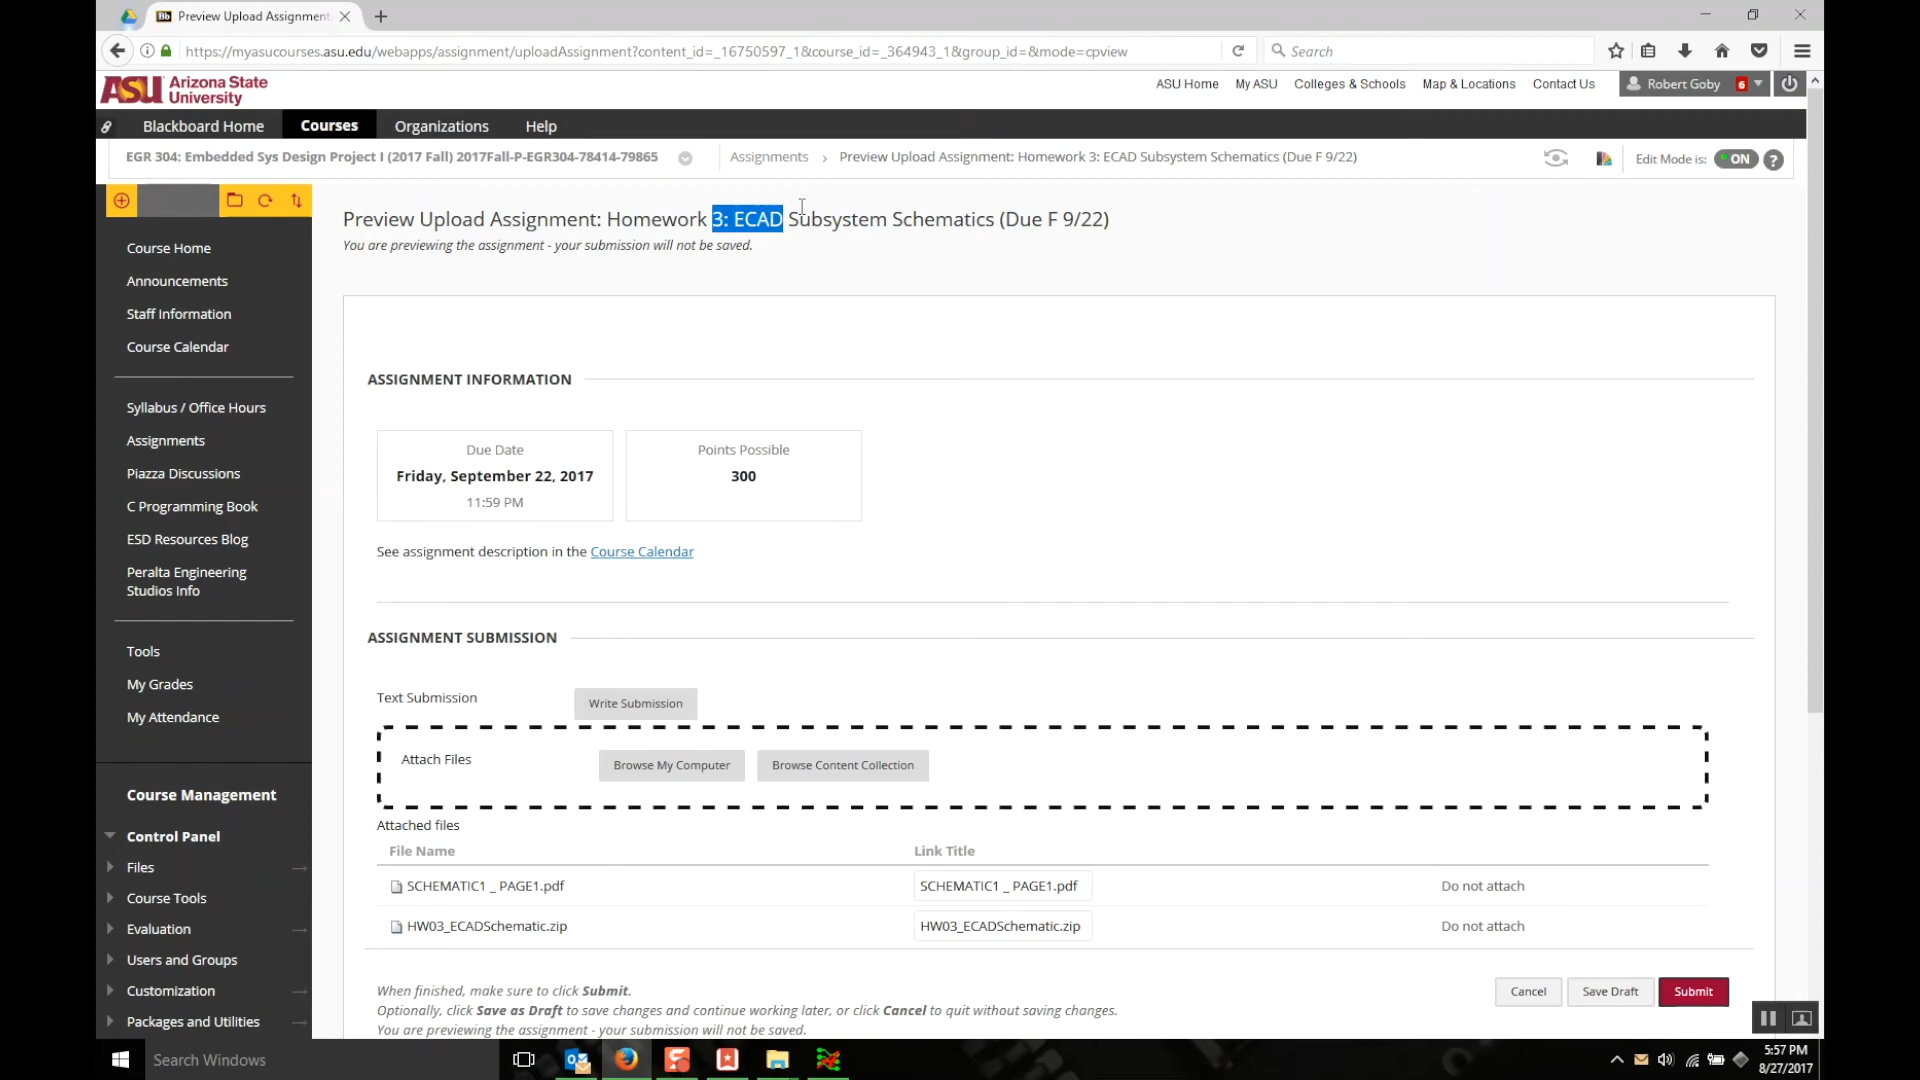 Preview Upload Assignment:
https://myasucourses.asu.edu/webapps/assignment/uploadAssignment?content_id=_16750597_1&course_id=_364943_1&group_id=&mode=cpview
Search
ASU Arizona State University
ASU Home My ASU Colleges & Schools Map & Locations Contact Us Robert Goby 6
Blackboard Home Courses Organizations Help
EGR 304: Embedded Sys Design Project I (2017 Fall) 2017Fall-P-EGR304-78414-79865 Assignments Preview Upload Assignment: Homework 3: ECAD Subsystem Schematics (Due F 9/22) Edit Mode is: ON ?
Course Home
Announcements
Staff Information
Course Calendar
Syllabus / Office Hours
Assignments
Piazza Discussions
C Programming Book
ESD Resources Blog
Peralta Engineering
Studios Info
Tools
My Grades
My Attendance
Course Management
Control Panel
Files
Course Tools
Evaluation
Users and Groups
Customization
Packages and Utilities
Preview Upload Assignment: Homework 3: ECAD Subsystem Schematics (Due F 9/22)
You are previewing the assignment - your submission will not be saved.
ASSIGNMENT INFORMATION
Due Date
Friday, September 22, 2017
11:59 PM
Points Possible
300
See assignment description in the Course Calendar
ASSIGNMENT SUBMISSION
Text Submission Write Submission
Attach Files Browse My Computer Browse Content Collection
Attached files
File Name Link Title
SCHEMATIC1 _ PAGE1.pdf SCHEMATIC1 _ PAGE1.pdf Do not attach
HW03_ECADSchematic.zip HW03_ECADSchematic.zip Do not attach
When finished, make sure to click Submit.
Optionally, click Save as Draft to save changes and continue working later, or click Cancel to quit without saving changes.
You are previewing the assignment - your submission will not be saved.
Cancel Save Draft Submit
Search Windows
5:57 PM
8/27/2017